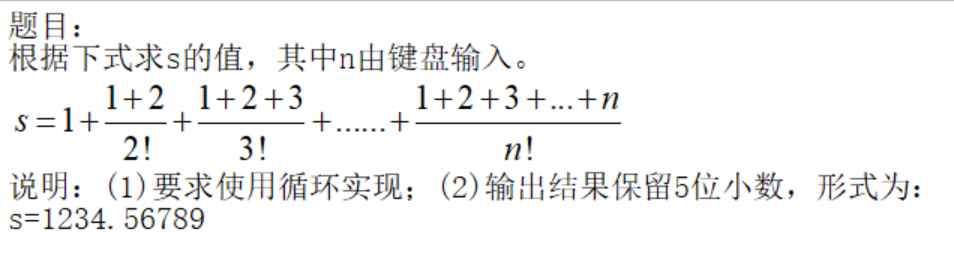 题目：
根据下式求s的值，其中n由键盘输入。
s=1+\frac{1+2}{2!}+\frac{1+2+3}{3!}+......+\frac{1+2+3+...+n}{n!}
说明：(1)要求使用循环实现；(2)输出结果保留5位小数，形式为：
s=1234.56789